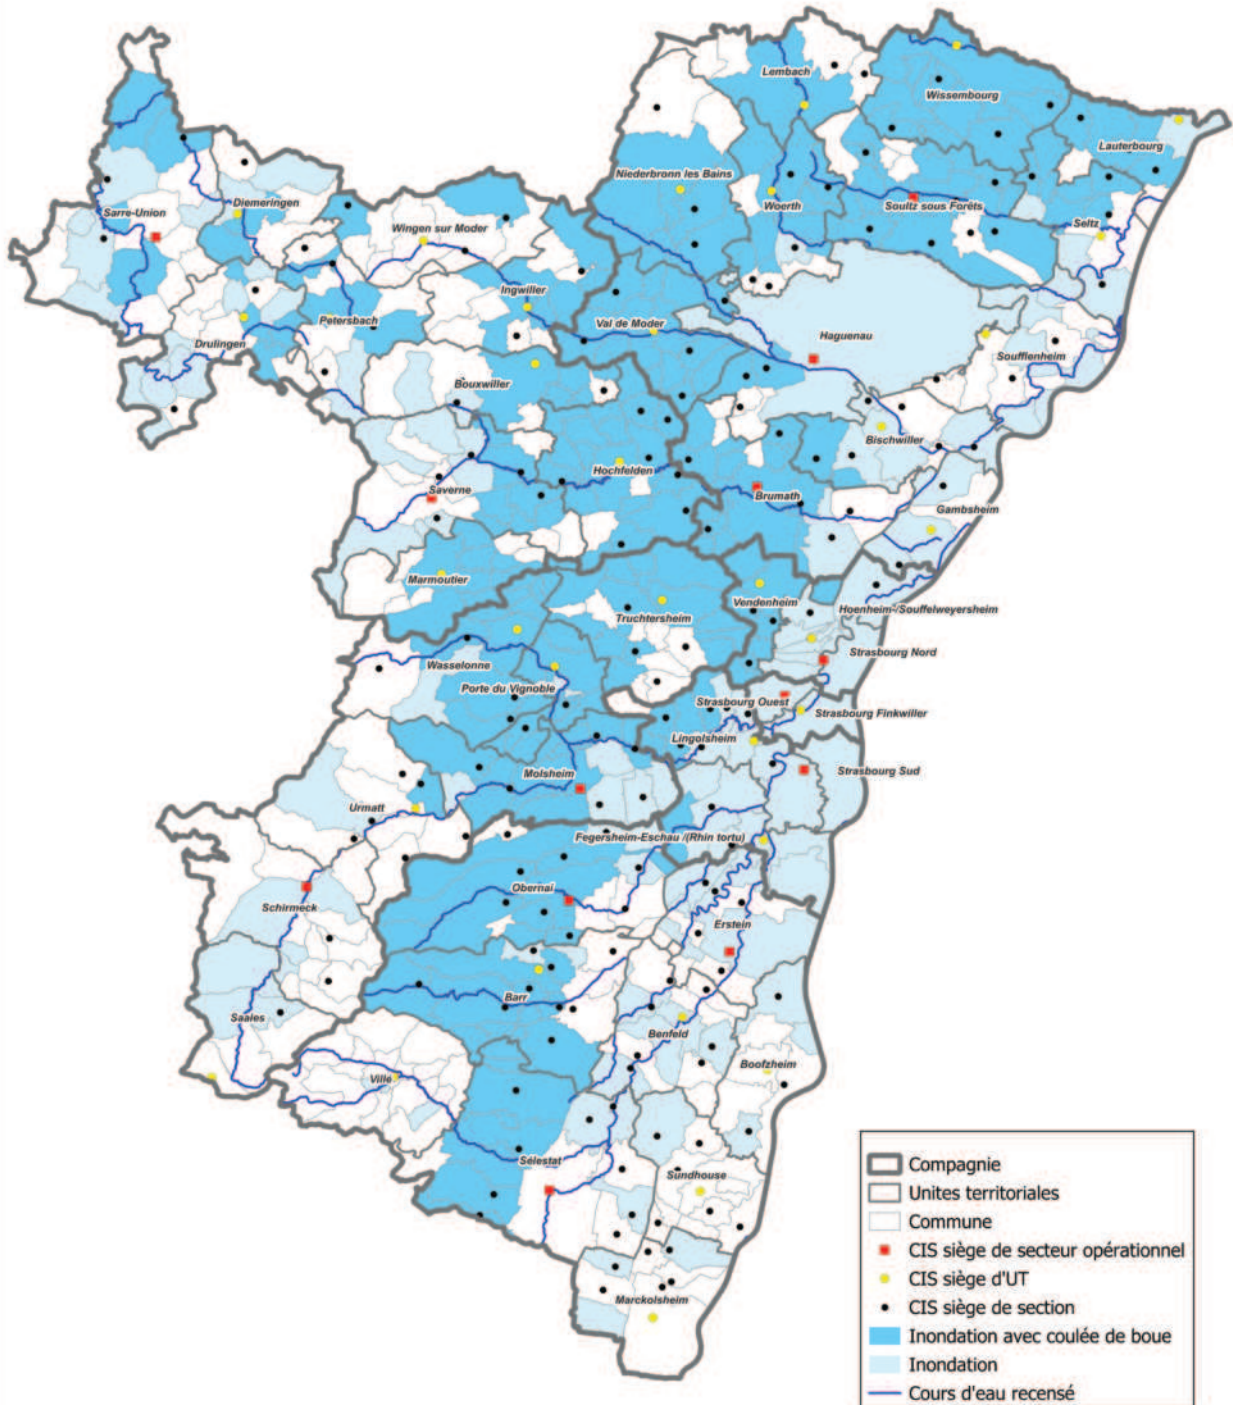 Lembach
Wissembourg
Lauterbourg
Niederbronn les Bains
Woerth
Soultz sous Forêts
Seltz
Sarre-Union
Diemeringen
Wingen sur Moder
Ingwiller
Petersbach
Val de Moder
Haguenau
Drulingen
Soufflenheim
Bouxwiller
Bischwiller
Hochfelden
Saverne
Brumath
Gambsheim
Marmoutier
Vendenheim
Hoenheim-/Souffelweyersheim
Truchtersheim
Strasbourg Nord
Wasselonne
Porte du Vignoble
Strasbourg Ouest
Strasbourg Finkwiller
Lingolsheim
Molsheim
Strasbourg Sud
Urmatt
Fegersheim-Eschau /(Rhin tortu)
Obernai
Schirmeck
Erstein
Barr
Saales
Benfeld
Boofzheim
Villé
Sélestat
Sundhouse
Marckolsheim
Compagnie
Unites territoriales
Commune
CIS siège de secteur opérationnel
CIS siège d'UT
CIS siège de section
Inondation avec coulée de boue
Inondation
Cours d'eau recensé